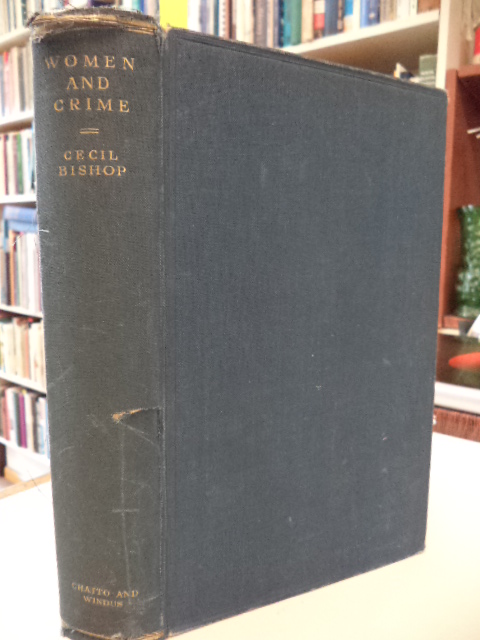 WOMEN
AND
CRIME
CECIL
BISHOP
CHATTO AND
WINDUS